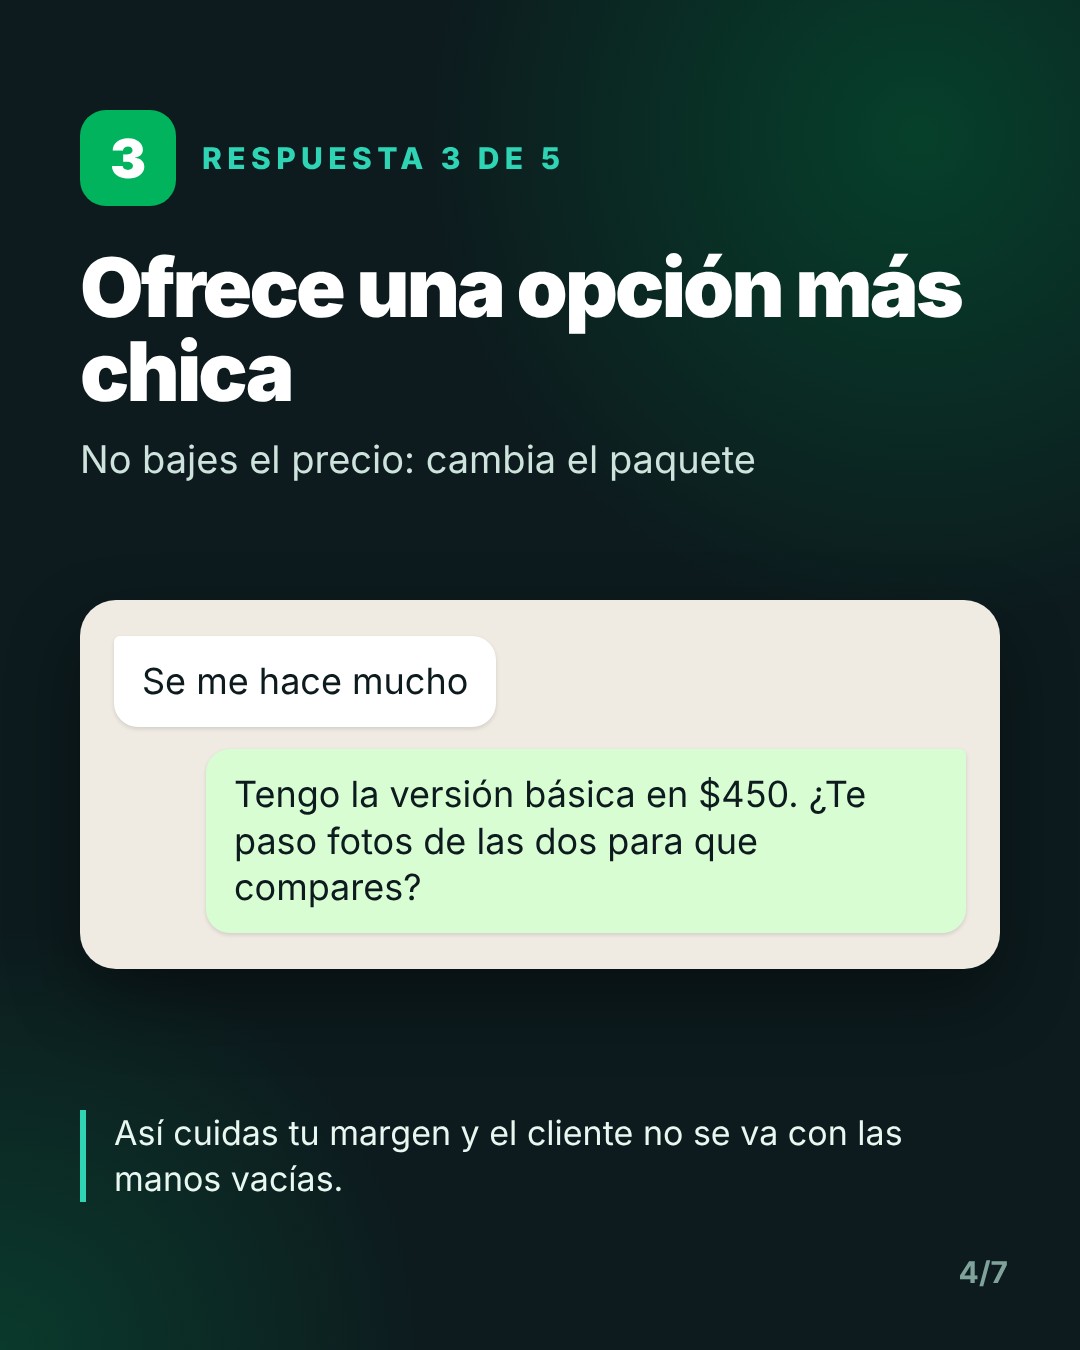 3
RESPUESTA 3 DE 5
Ofrece una opción más
chica
No bajes el precio: cambia el paquete
Se me hace mucho
Tengo la versión básica en $450. ¿Te
paso fotos de las dos para que
compares?
Así cuidas tu margen y el cliente no se va con las
manos vacías.
4/7